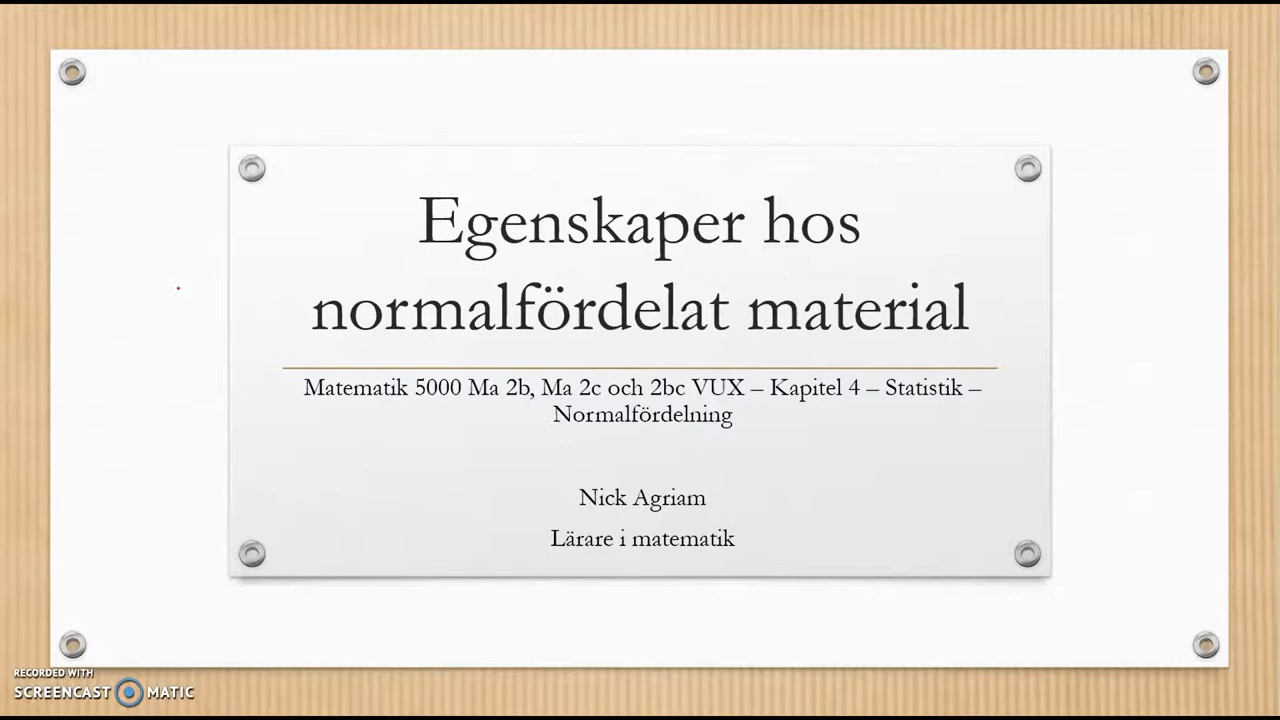 Egenskaper hos
normalfördelat material
Matematik 5000 Ma 2b, Ma 2c och 2bc VUX – Kapitel 4 – Statistik –
Normalfördelning
Nick Agriam
Lärare i matematik
RECORDED WITH
SCREENCAST MATIC